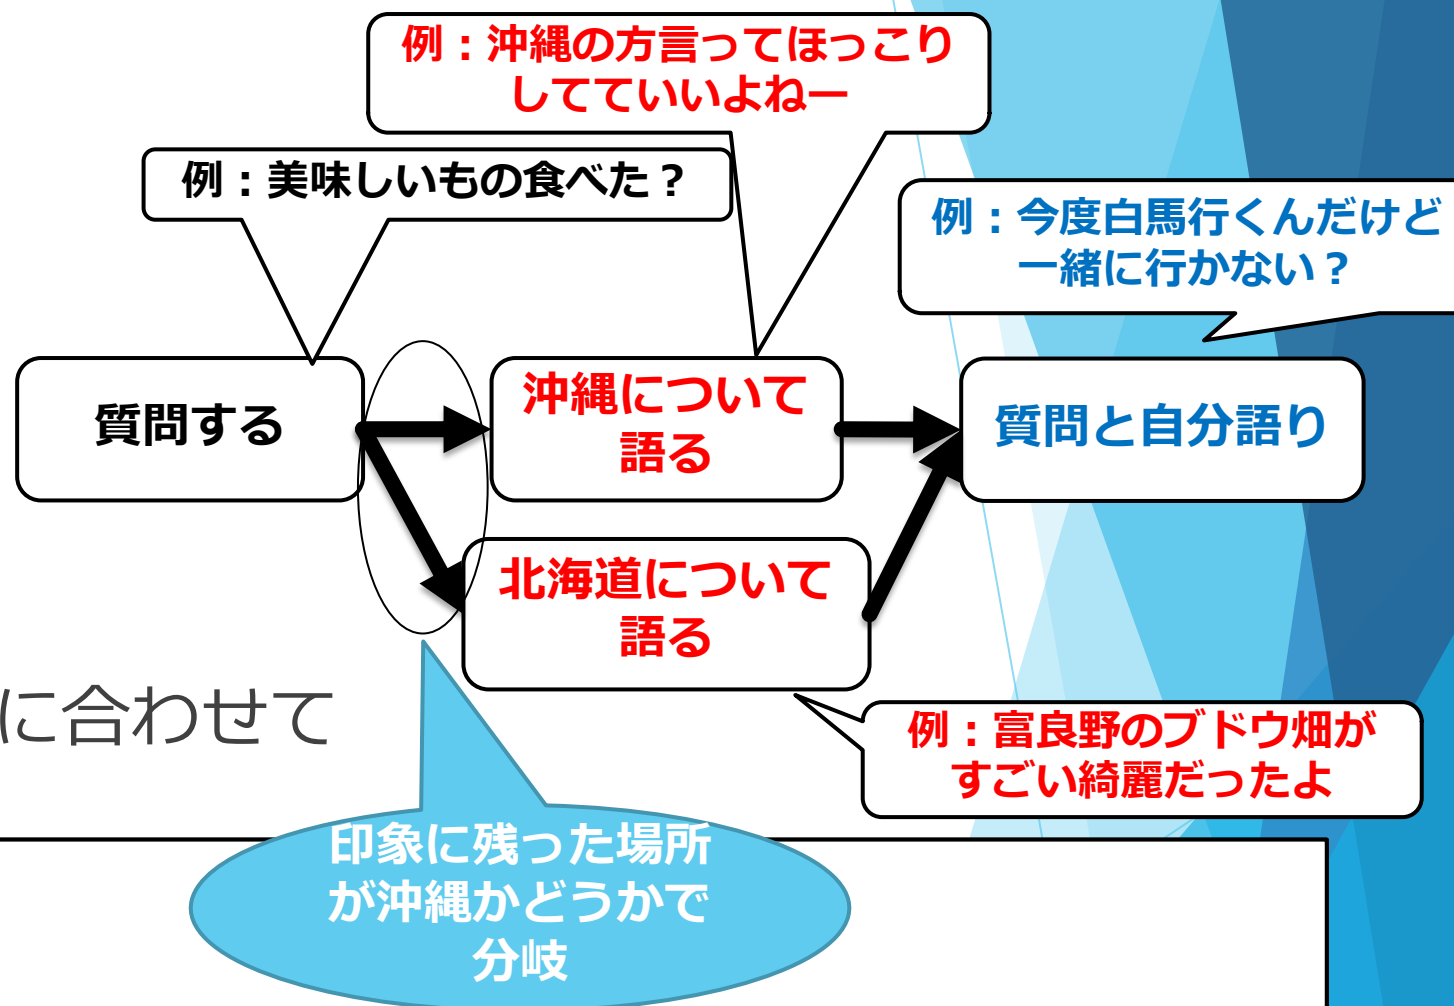 例：沖縄の方言ってほっこり
してていいよねー
例：美味しいもの食べた？
例：今度白馬行くんだけど
一緒に行かない？
質問する
沖縄について
語る
質問と自分語り
北海道について
語る
に合わせて
例：富良野のブドウ畑が
すごい綺麗だったよ
印象に残った場所
が沖縄かどうかで
分岐